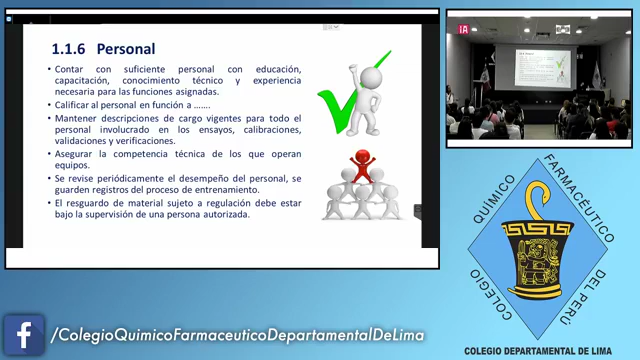 1.1.6 Personal
• Contar con suficiente personal con educación,
capacitación, conocimiento técnico y experiencia
necesaria para las funciones asignadas.
• Calificar al personal en función a …….
• Mantener descripciones de cargo vigentes para todo el
personal involucrado en los ensayos, calibraciones,
validaciones y verificaciones.
• Asegurar la competencia técnica de los que operan
equipos.
• Se revise periódicamente el desempeño del personal, se
guarden registros del proceso de entrenamiento.
• El resguardo de material sujeto a regulación debe estar
bajo la supervisión de una persona autorizada.
QUÍMICO
FARMACÉUTICO
COLEGIO
DEL PERÚ
COLEGIO DEPARTAMENTAL DE LIMA
f /ColegioQuimicoFarmaceuticoDepartamentalDeLima